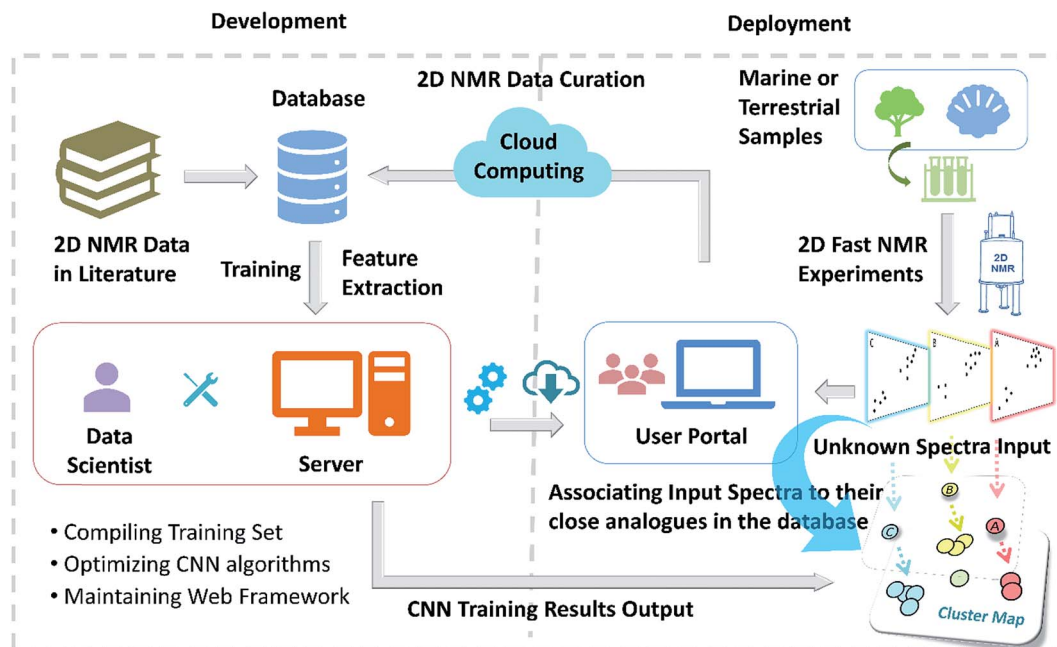 Development
Deployment
2D NMR Data Curation
Database
Cloud
Computing
Marine or
Terrestrial
Samples
2D NMR Data
in Literature
Training
Feature
Extraction
2D Fast NMR
Experiments
2D
NMR
C
B
A
Data
Scientist
Server
User Portal
Unknown Spectra Input
Associating Input Spectra to their
close analogues in the database
B
C
A
Cluster Map
• Compiling Training Set
• Optimizing CNN algorithms
• Maintaining Web Framework
CNN Training Results Output